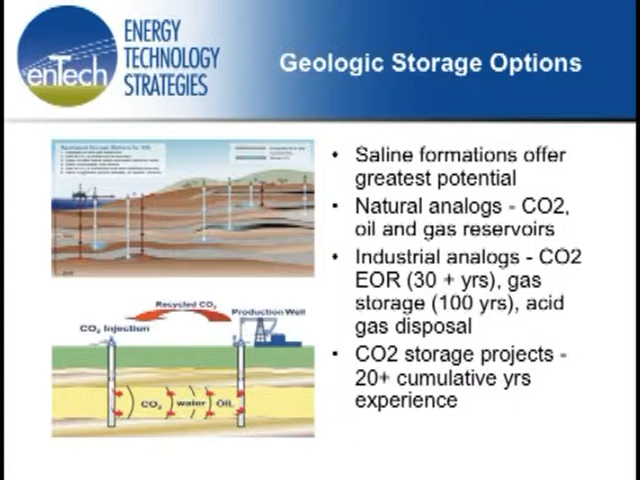 enTech
ENERGY
TECHNOLOGY
STRATEGIES
Geologic Storage Options
• Saline formations offer
greatest potential
• Natural analogs - CO2,
oil and gas reservoirs
• Industrial analogs - CO2
EOR (30 + yrs), gas
storage (100 yrs), acid
gas disposal
• CO2 storage projects -
20+ cumulative yrs
experience
Recycled CO₂
Production Well
CO₂ Injection
CO₂ water OIL